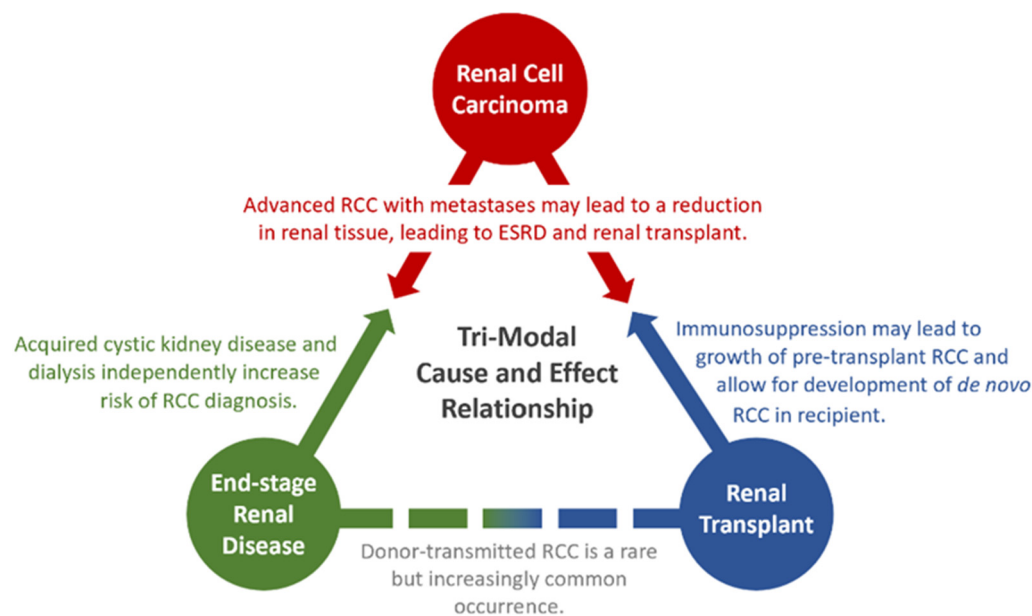 Renal Cell
Carcinoma
Advanced RCC with metastases may lead to a reduction
in renal tissue, leading to ESRD and renal transplant.
Acquired cystic kidney disease and
dialysis independently increase
risk of RCC diagnosis.
Tri-Modal
Cause and Effect
Relationship
Immunosuppression may lead to
growth of pre-transplant RCC and
allow for development of de novo
RCC in recipient.
End-stage
Renal
Disease
Renal
Transplant
Donor-transmitted RCC is a rare
but increasingly common
occurrence.